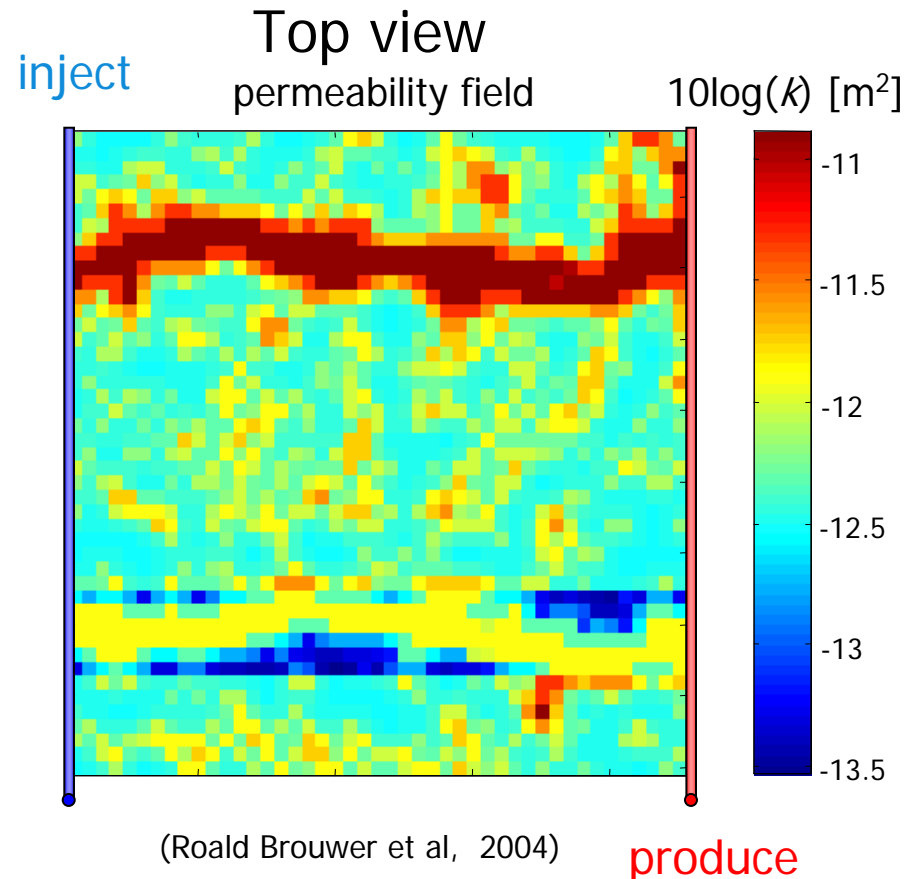 Top view
inject
permeability field
10log(k) [m²]
-11
-11.5
-12
-12.5
-13
-13.5
(Roald Brouwer et al, 2004)
produce